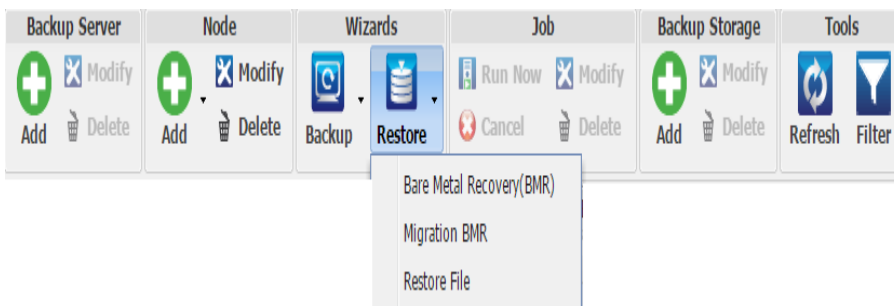 Backup Server Node Wizards Job Backup Storage Tools
Modify Modify Run Now Modify Modify
Add Delete Add Delete Backup Restore Cancel Delete Add Delete Refresh Filter
Bare Metal Recovery(BMR)
Migration BMR
Restore File